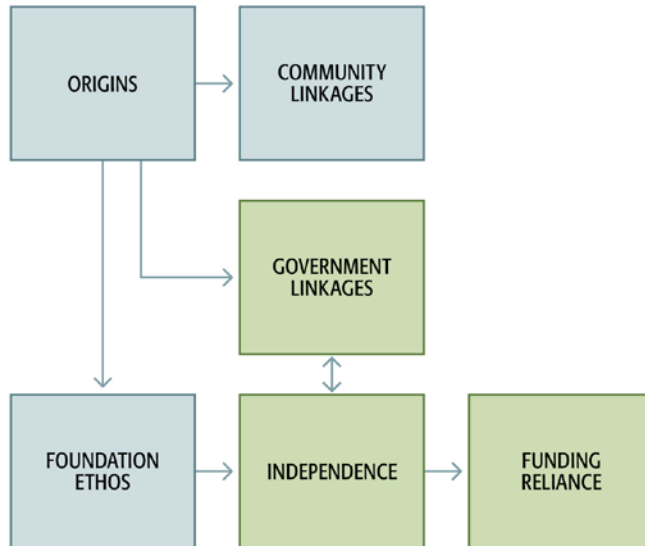 ORIGINS
COMMUNITY
LINKAGES
GOVERNMENT
LINKAGES
FOUNDATION
ETHOS
INDEPENDENCE
FUNDING
RELIANCE